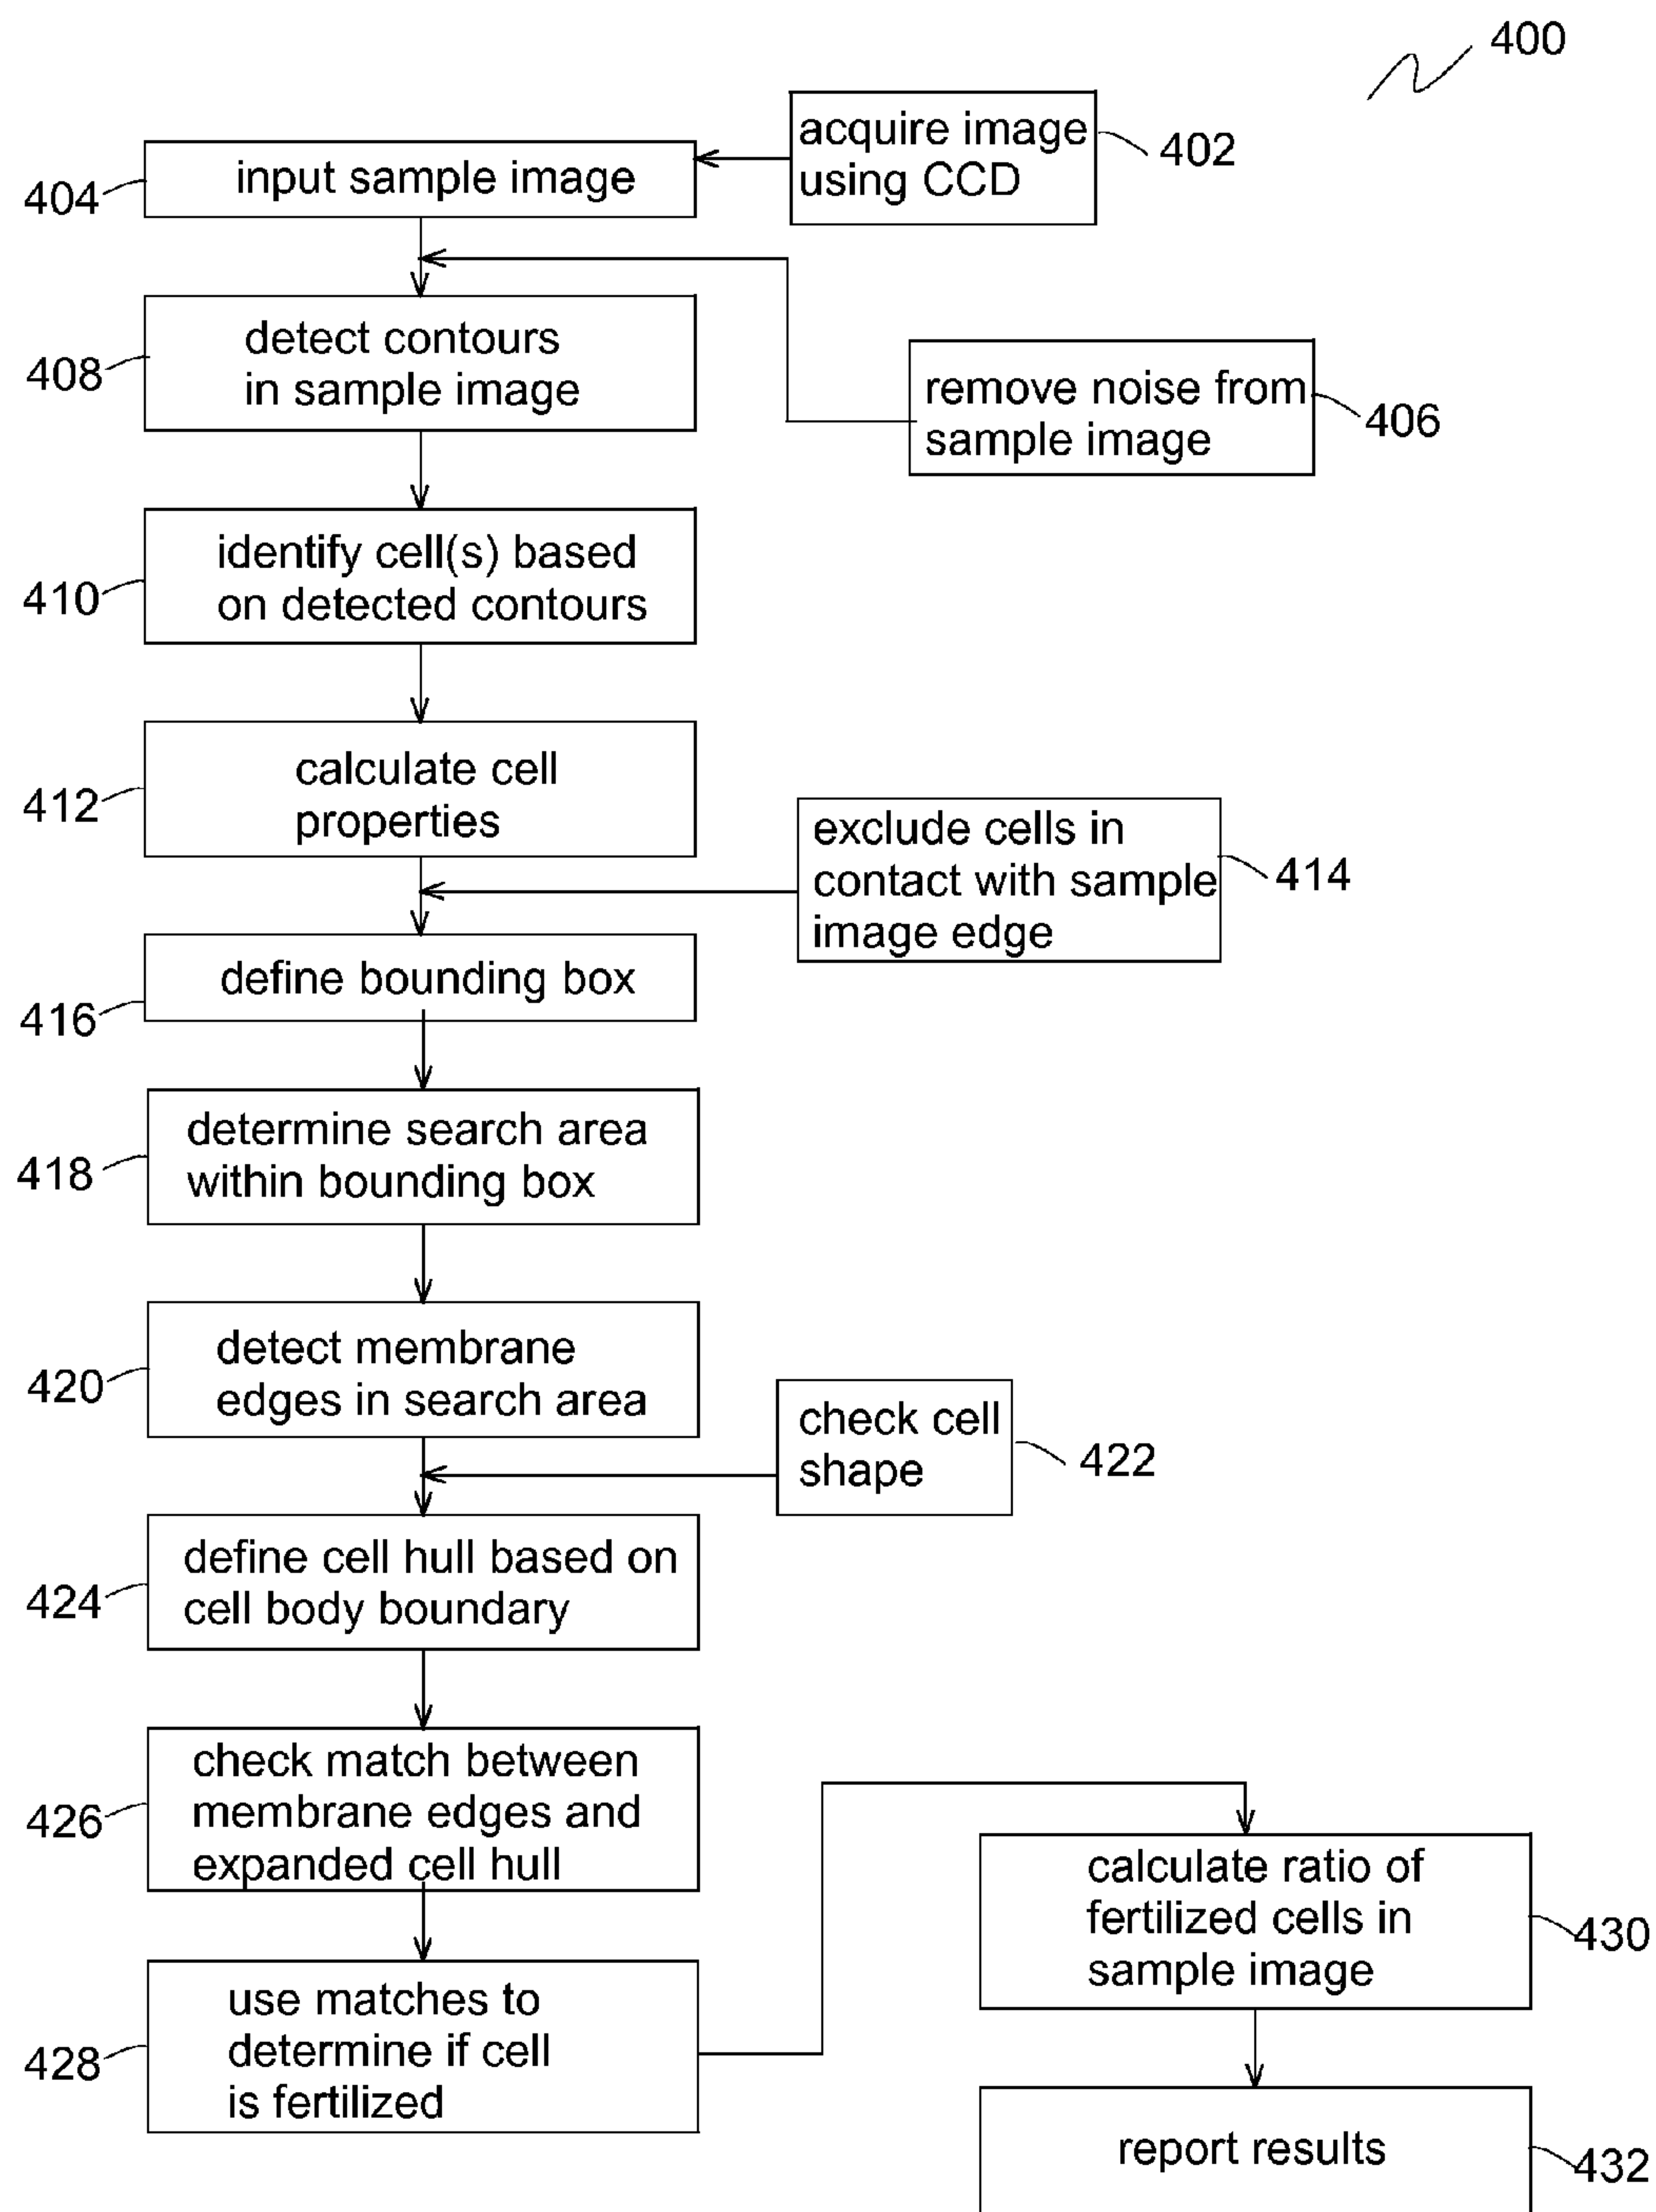 400
acquire image
using CCD
402
input sample image
404
detect contours
in sample image
408
remove noise from
sample image
406
identify cell(s) based
on detected contours
410
calculate cell
properties
412
exclude cells in
contact with sample
image edge
414
define bounding box
416
determine search area
within bounding box
418
detect membrane
edges in search area
420
check cell
shape
422
define cell hull based on
cell body boundary
424
check match between
membrane edges and
expanded cell hull
426
use matches to
determine if cell
is fertilized
428
calculate ratio of
fertilized cells in
sample image
430
report results
432